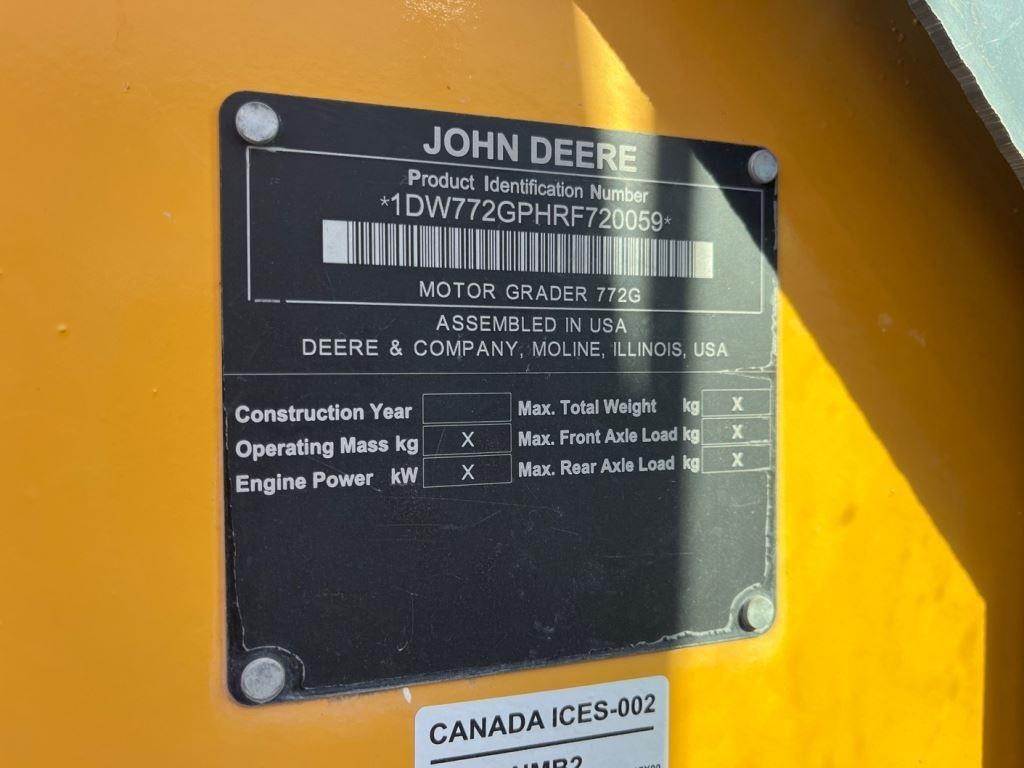 JOHN DEERE
Product Identification Number
*1DW772GPHRF720059*
MOTOR GRADER 772G
ASSEMBLED IN USA
DEERE & COMPANY, MOLINE, ILLINOIS, USA
Construction Year
Operating Mass kg X
Engine Power kW X
Max. Total Weight kg X
Max. Front Axle Load kg X
Max. Rear Axle Load kg X
CANADA ICES-002
NMB2